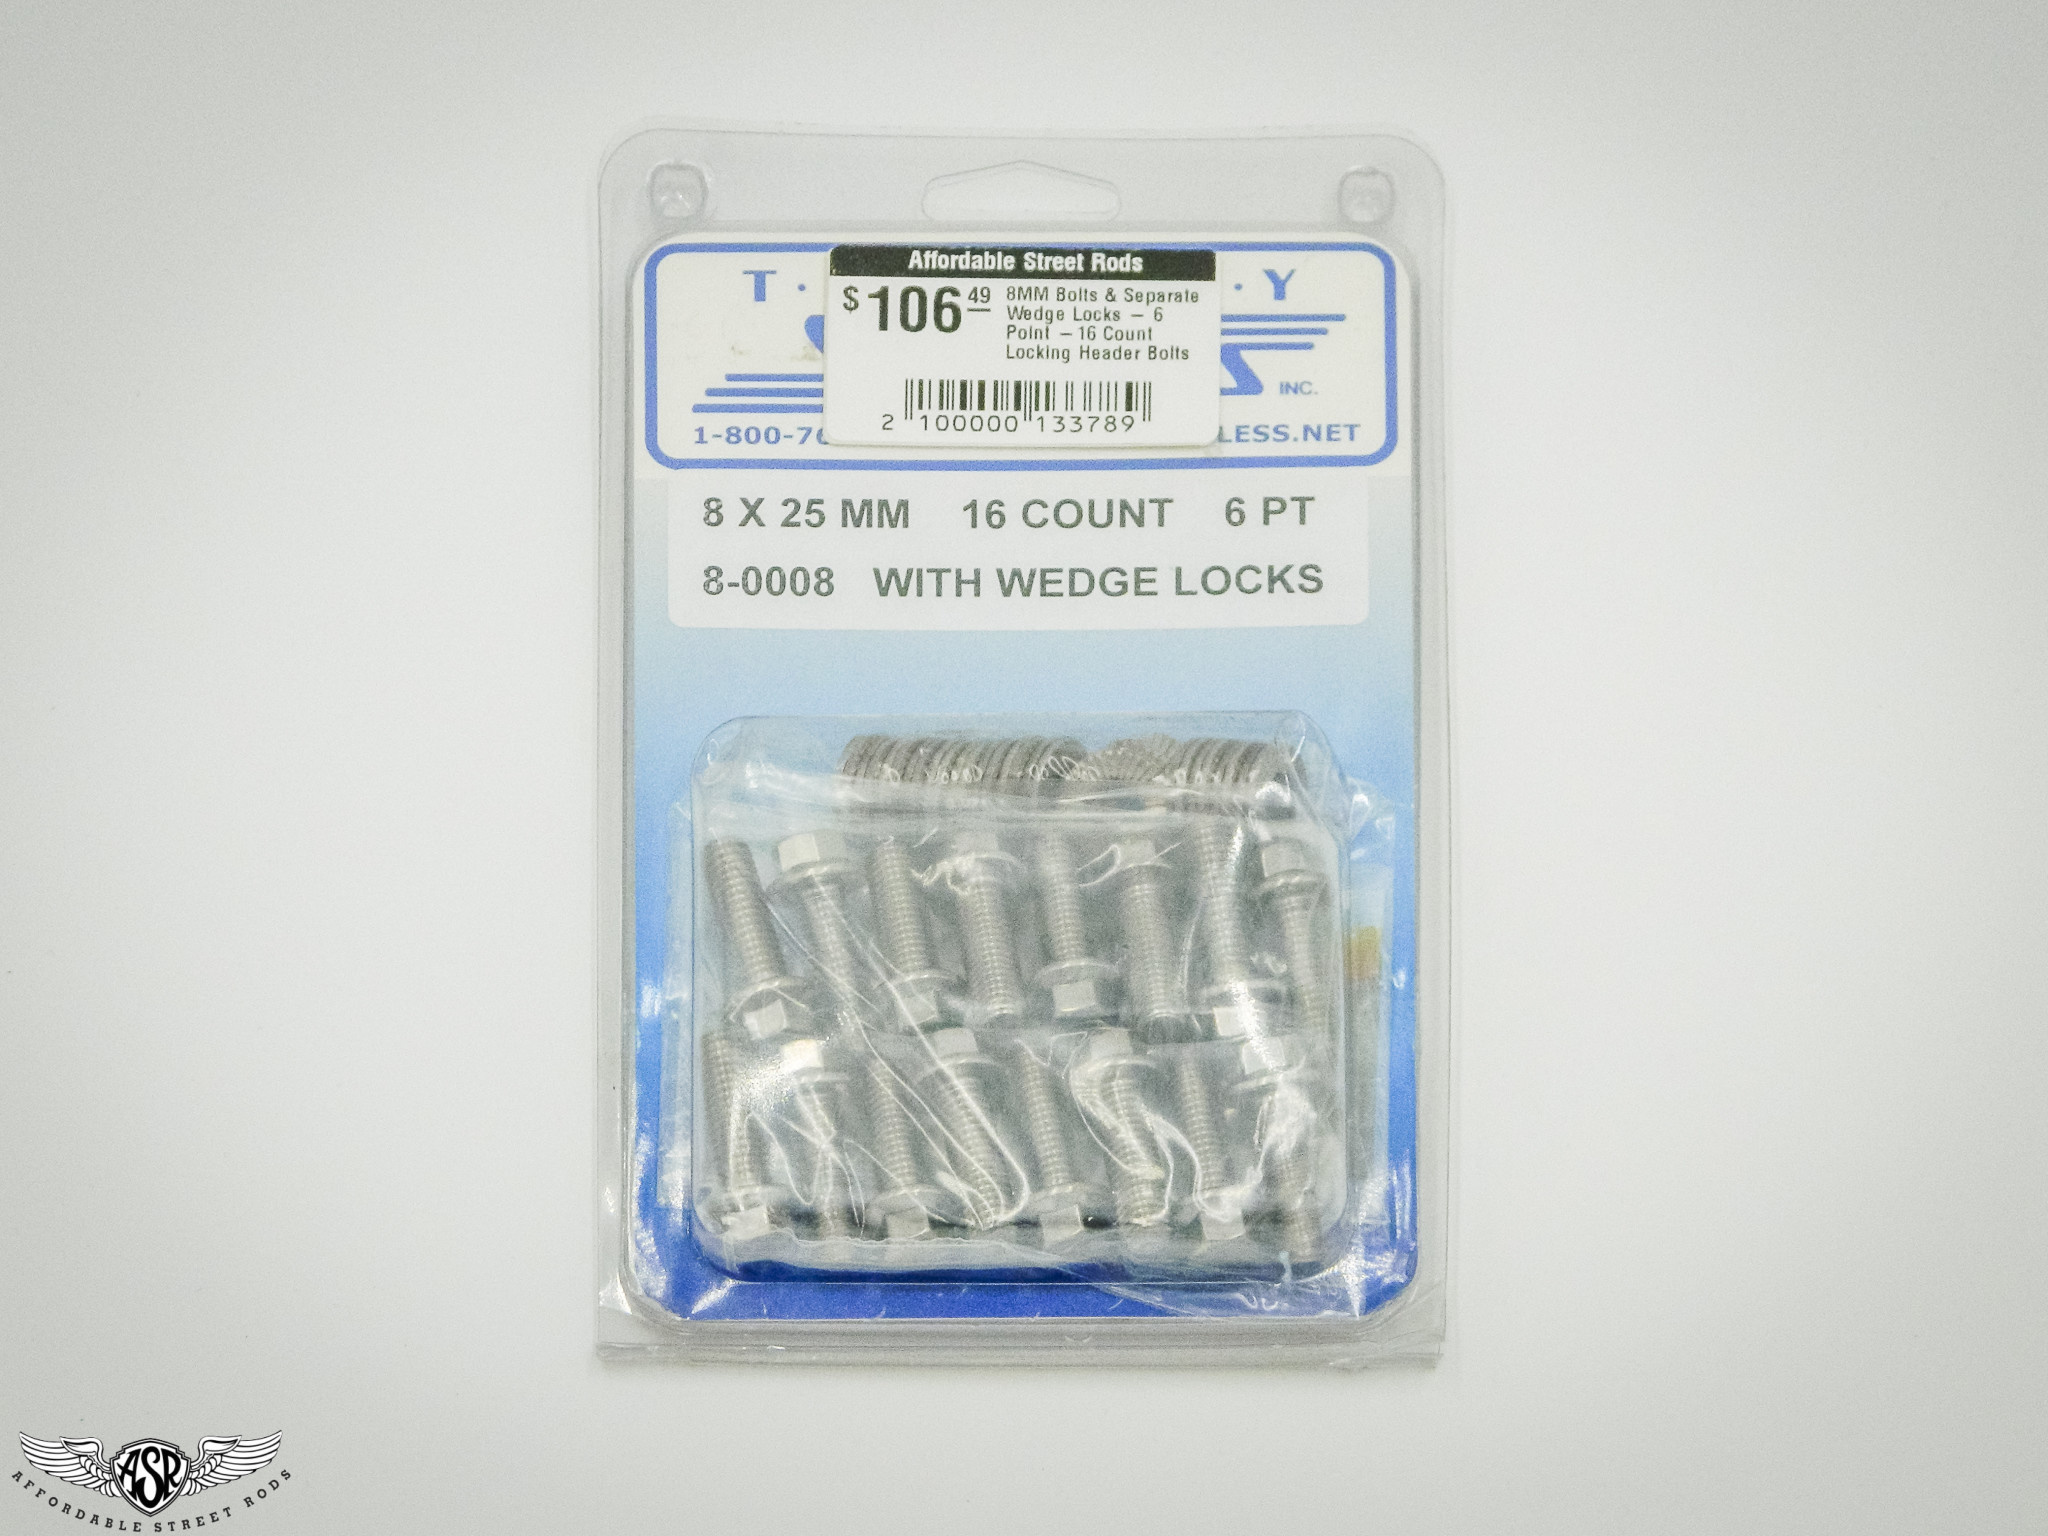 Affordable Street Rods
$106.49
8MM Bolts & Separate
Wedge Locks – 6
Point – 16 Count
Locking Header Bolts
2 100000 133789
T · · Y
INC.
1-800-7
LESS.NET
8 X 25 MM 16 COUNT 6 PT
8-0008 WITH WEDGE LOCKS
ASR
AFFORDABLE STREET RODS